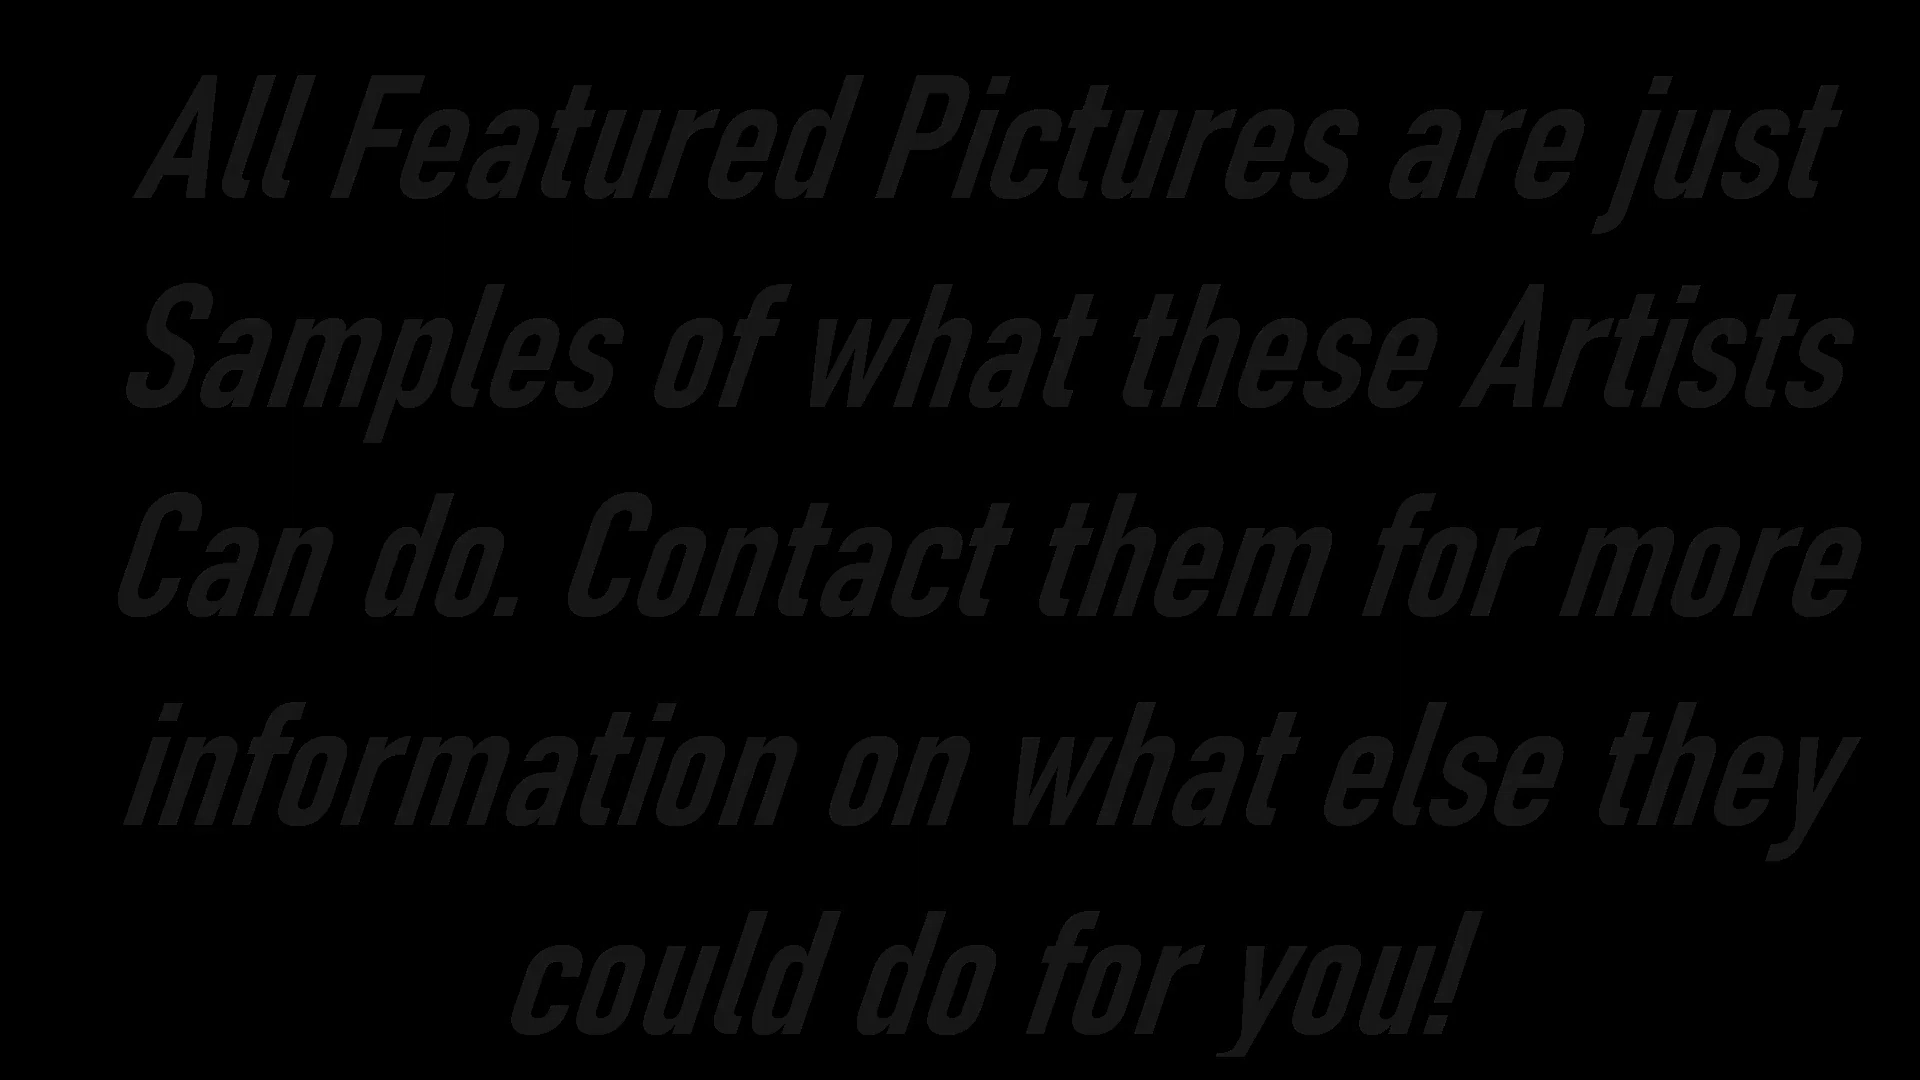 All Featured Pictures are just
Samples of what these Artists
Can do. Contact them for more
information on what else they
could do for you!